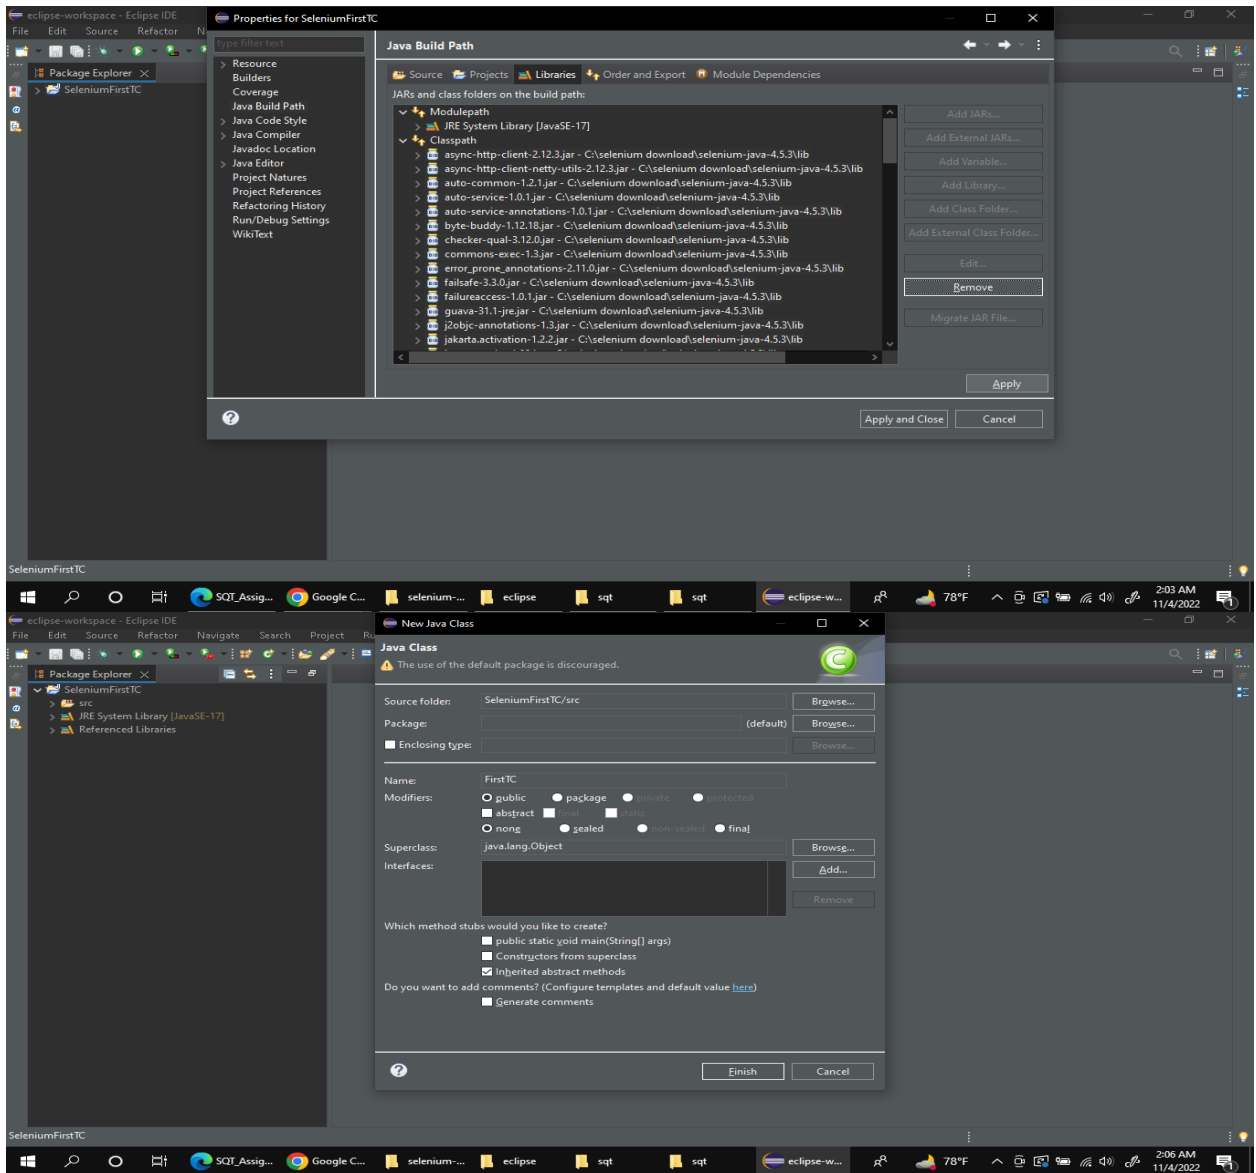 eclipse-workspace - Eclipse IDE
File Edit Source Refactor N
Package Explorer
SeleniumFirstTC
Properties for SeleniumFirstTC
type filter text
Resource
Builders
Coverage
Java Build Path
Java Code Style
Java Compiler
Javadoc Location
Java Editor
Project Natures
Project References
Refactoring History
Run/Debug Settings
WikiText
Java Build Path
Source Projects Libraries Order and Export Module Dependencies
JARs and class folders on the build path:
Modulepath
JRE System Library [JavaSE-17]
Classpath
async-http-client-2.12.3.jar - C:\selenium download\selenium-java-4.5.3\lib
async-http-client-netty-utils-2.12.3.jar - C:\selenium download\selenium-java-4.5.3\lib
auto-common-1.2.1.jar - C:\selenium download\selenium-java-4.5.3\lib
auto-service-1.0.1.jar - C:\selenium download\selenium-java-4.5.3\lib
auto-service-annotations-1.0.1.jar - C:\selenium download\selenium-java-4.5.3\lib
byte-buddy-1.12.18.jar - C:\selenium download\selenium-java-4.5.3\lib
checker-qual-3.12.0.jar - C:\selenium download\selenium-java-4.5.3\lib
commons-exec-1.3.jar - C:\selenium download\selenium-java-4.5.3\lib
error_prone_annotations-2.11.0.jar - C:\selenium download\selenium-java-4.5.3\lib
failsafe-3.3.0.jar - C:\selenium download\selenium-java-4.5.3\lib
failureaccess-1.0.1.jar - C:\selenium download\selenium-java-4.5.3\lib
guava-31.1-jre.jar - C:\selenium download\selenium-java-4.5.3\lib
j2objc-annotations-1.3.jar - C:\selenium download\selenium-java-4.5.3\lib
jakarta.activation-1.2.2.jar - C:\selenium download\selenium-java-4.5.3\lib
Add JARs...
Add External JARs...
Add Variable...
Add Library...
Add Class Folder...
Add External Class Folder...
Edit...
Remove
Migrate JAR File...
Apply
Apply and Close Cancel
SeleniumFirstTC
SQT_Assig... Google C... selenium-... eclipse sqt sqt eclipse-w... 78°F 2:03 AM
11/4/2022
eclipse-workspace - Eclipse IDE
File Edit Source Refactor Navigate Search Project Ru
Package Explorer
SeleniumFirstTC
src
JRE System Library [JavaSE-17]
Referenced Libraries
New Java Class
Java Class
The use of the default package is discouraged.
Source folder: SeleniumFirstTC/src Browse...
Package: (default) Browse...
Enclosing type: Browse...
Name: FirstTC
Modifiers: public package private protected
abstract final static
none sealed non-sealed final
Superclass: java.lang.Object Browse...
Interfaces: Add...
Remove
Which method stubs would you like to create?
public static void main(String[] args)
Constructors from superclass
Inherited abstract methods
Do you want to add comments? (Configure templates and default value here)
Generate comments
Finish Cancel
SeleniumFirstTC
SQT_Assig... Google C... selenium-... eclipse sqt sqt eclipse-w... 78°F 2:06 AM
11/4/2022